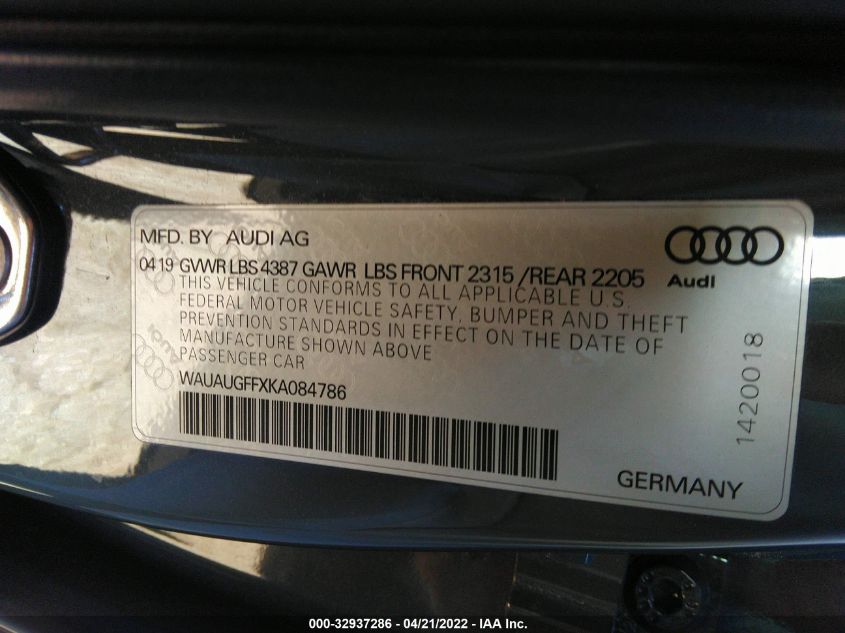 MFD. BY AUDI AG
Audi
04 19 GVWR LBS 4387 GAWR LBS FRONT 2315 /REAR 2205
THIS VEHICLE CONFORMS TO ALL APPLICABLE U.S.
FEDERAL MOTOR VEHICLE SAFETY, BUMPER AND THEFT
PREVENTION STANDARDS IN EFFECT ON THE DATE OF
MANUFACTURE SHOWN ABOVE
PASSENGER CAR
WAUAUGFFXKA084786
1420018
GERMANY
000-32937286 - 04/21/2022 - IAA Inc.